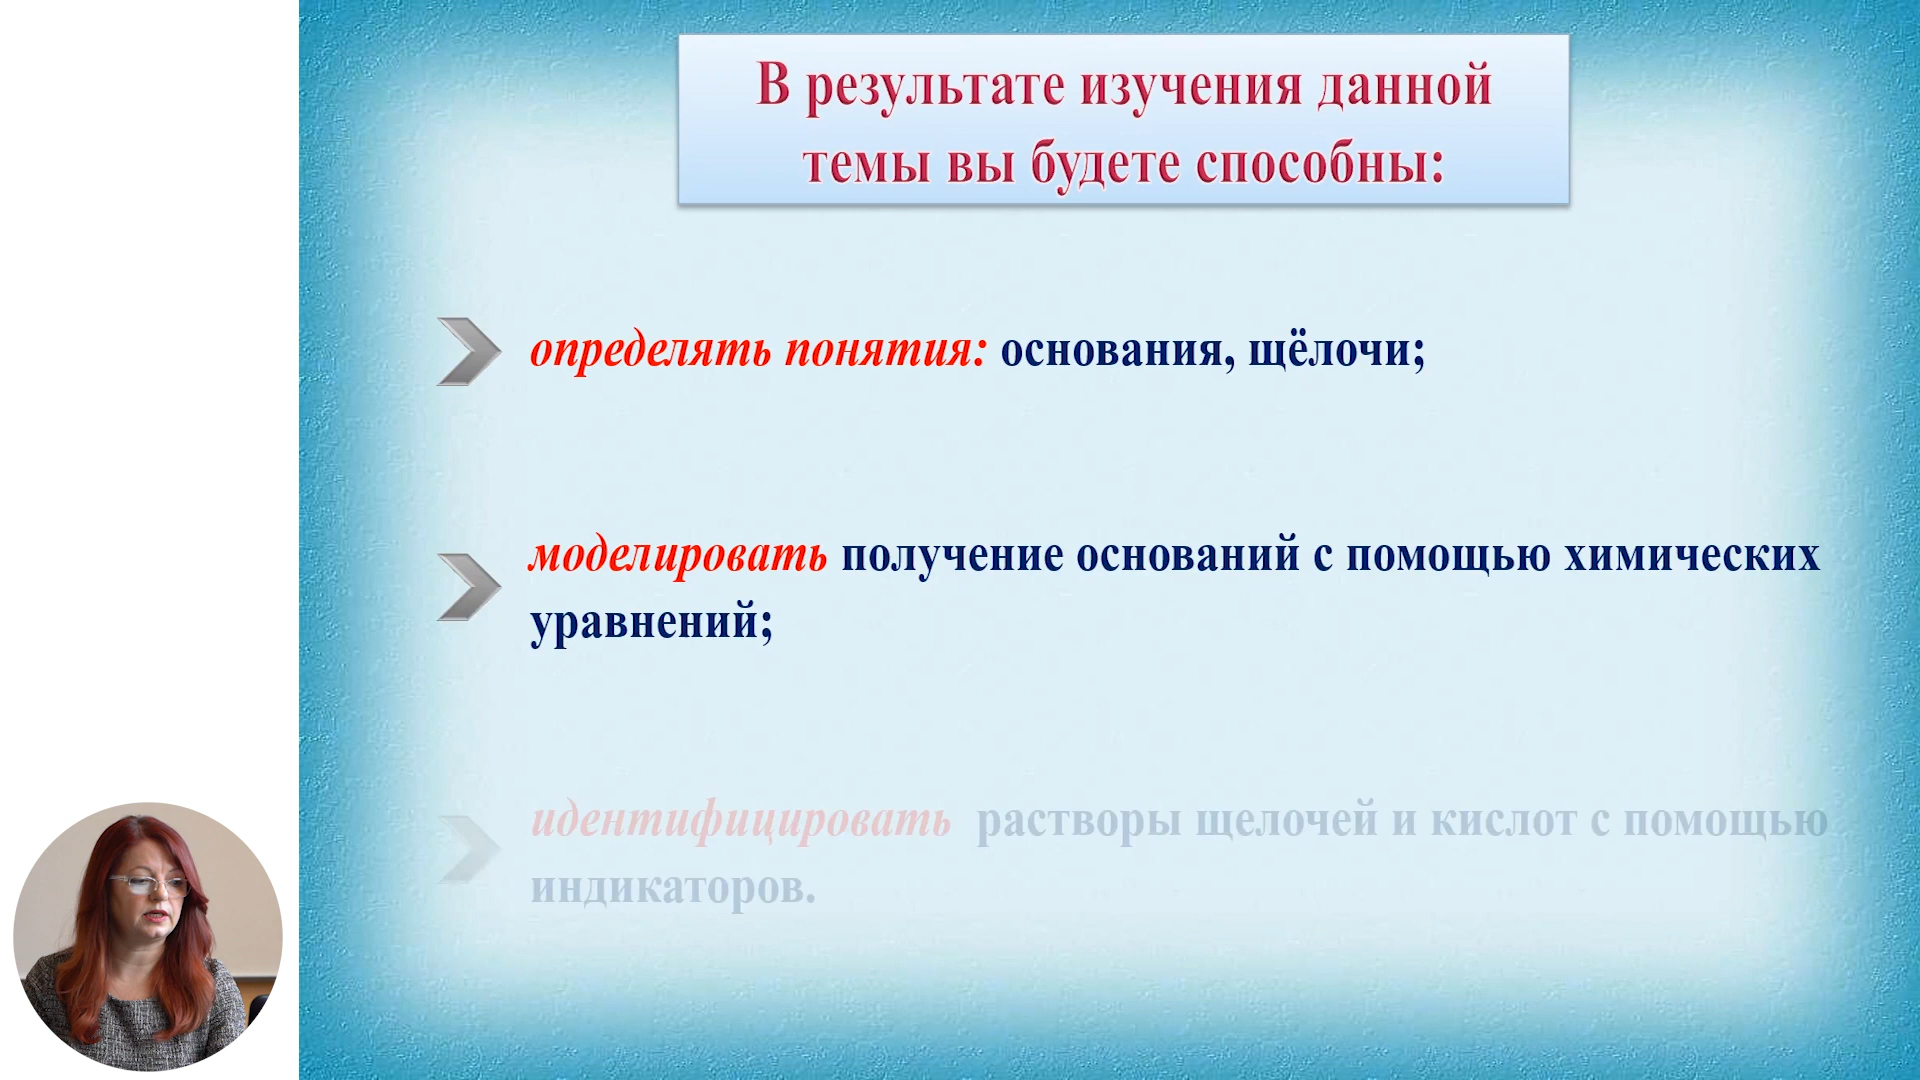 В результате изучения данной
темы вы будете способны:
определять понятия: основания, щёлочи;
моделировать получение оснований с помощью химических
уравнений;
идентифицировать растворы щелочей и кислот с помощью
индикаторов.